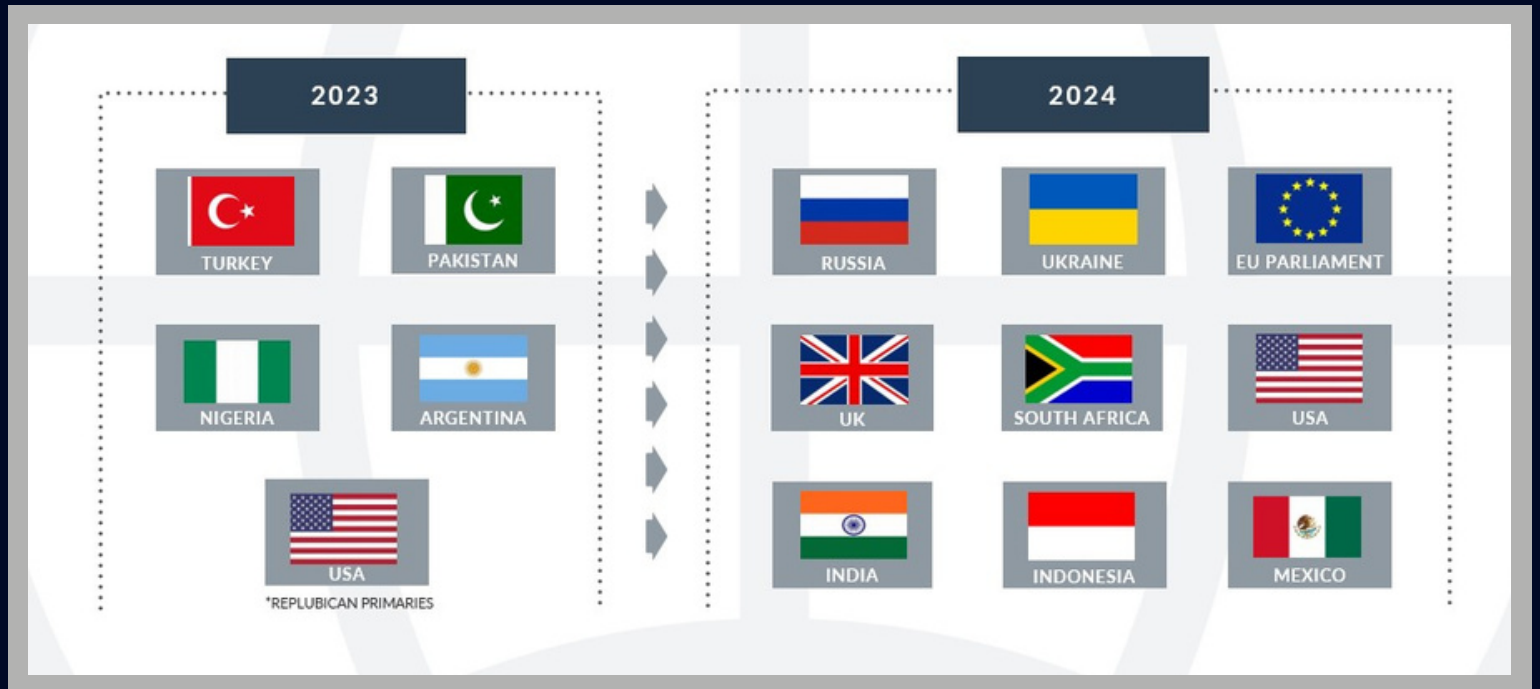 2023
TURKEY
PAKISTAN
NIGERIA
ARGENTINA
USA
*REPLUBICAN PRIMARIES
2024
RUSSIA
UKRAINE
EU PARLIAMENT
UK
SOUTH AFRICA
USA
INDIA
INDONESIA
MEXICO